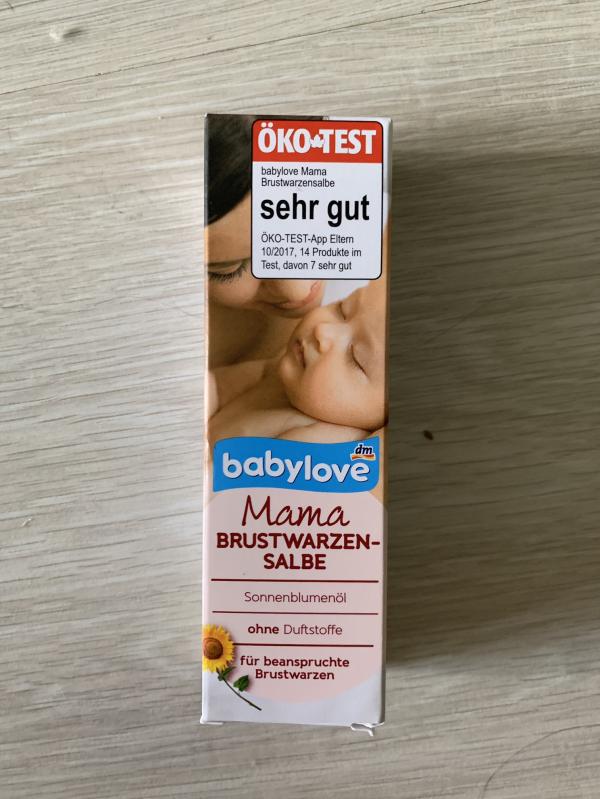 ÖKO TEST
babylove Mama
Brustwarzensalbe
sehr gut
ÖKO-TEST-App Eltern
10/2017, 14 Produkte im
Test, davon 7 sehr gut
dm
babylove
Mama
BRUSTWARZEN-
SALBE
Sonnenblumenöl
ohne Duftstoffe
für beanspruchte
Brustwarzen